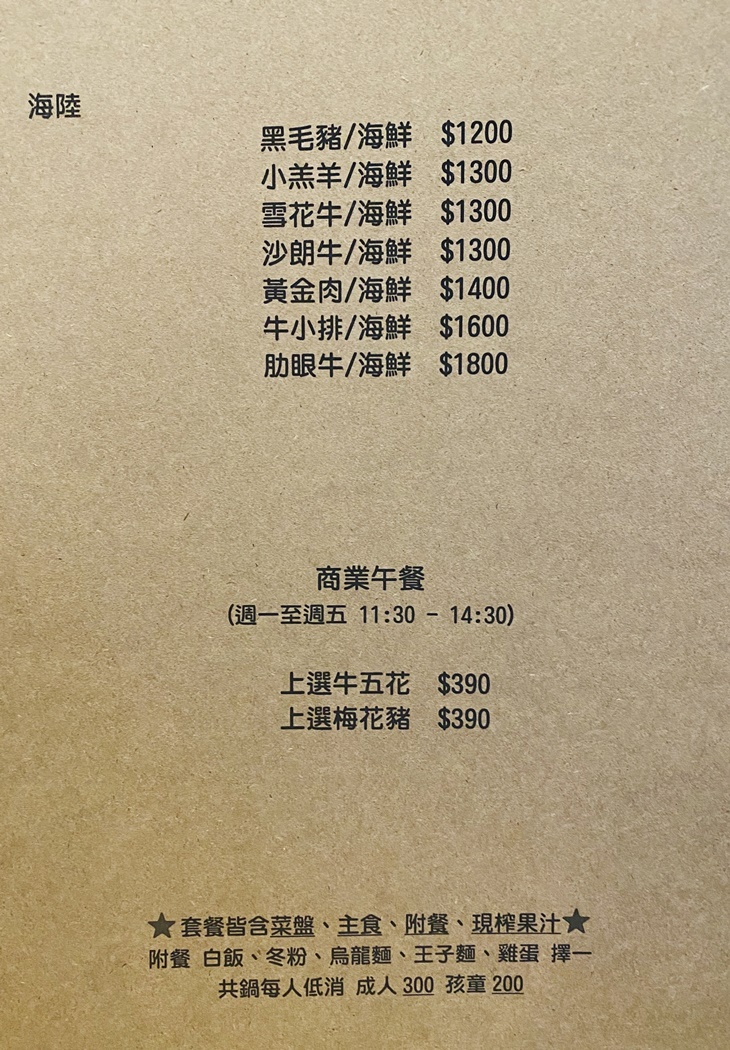 海陸
黑毛豬/海鮮 $1200
小羔羊/海鮮 $1300
雪花牛/海鮮 $1300
沙朗牛/海鮮 $1300
黃金肉/海鮮 $1400
牛小排/海鮮 $1600
肋眼牛/海鮮 $1800
商業午餐
(週一至週五 11:30 - 14:30)
上選牛五花 $390
上選梅花豬 $390
★套餐皆含菜盤、主食、附餐、現榨果汁★
附餐 白飯、冬粉、烏龍麵、王子麵、雞蛋 擇一
共鍋每人低消 成人 300 孩童 200